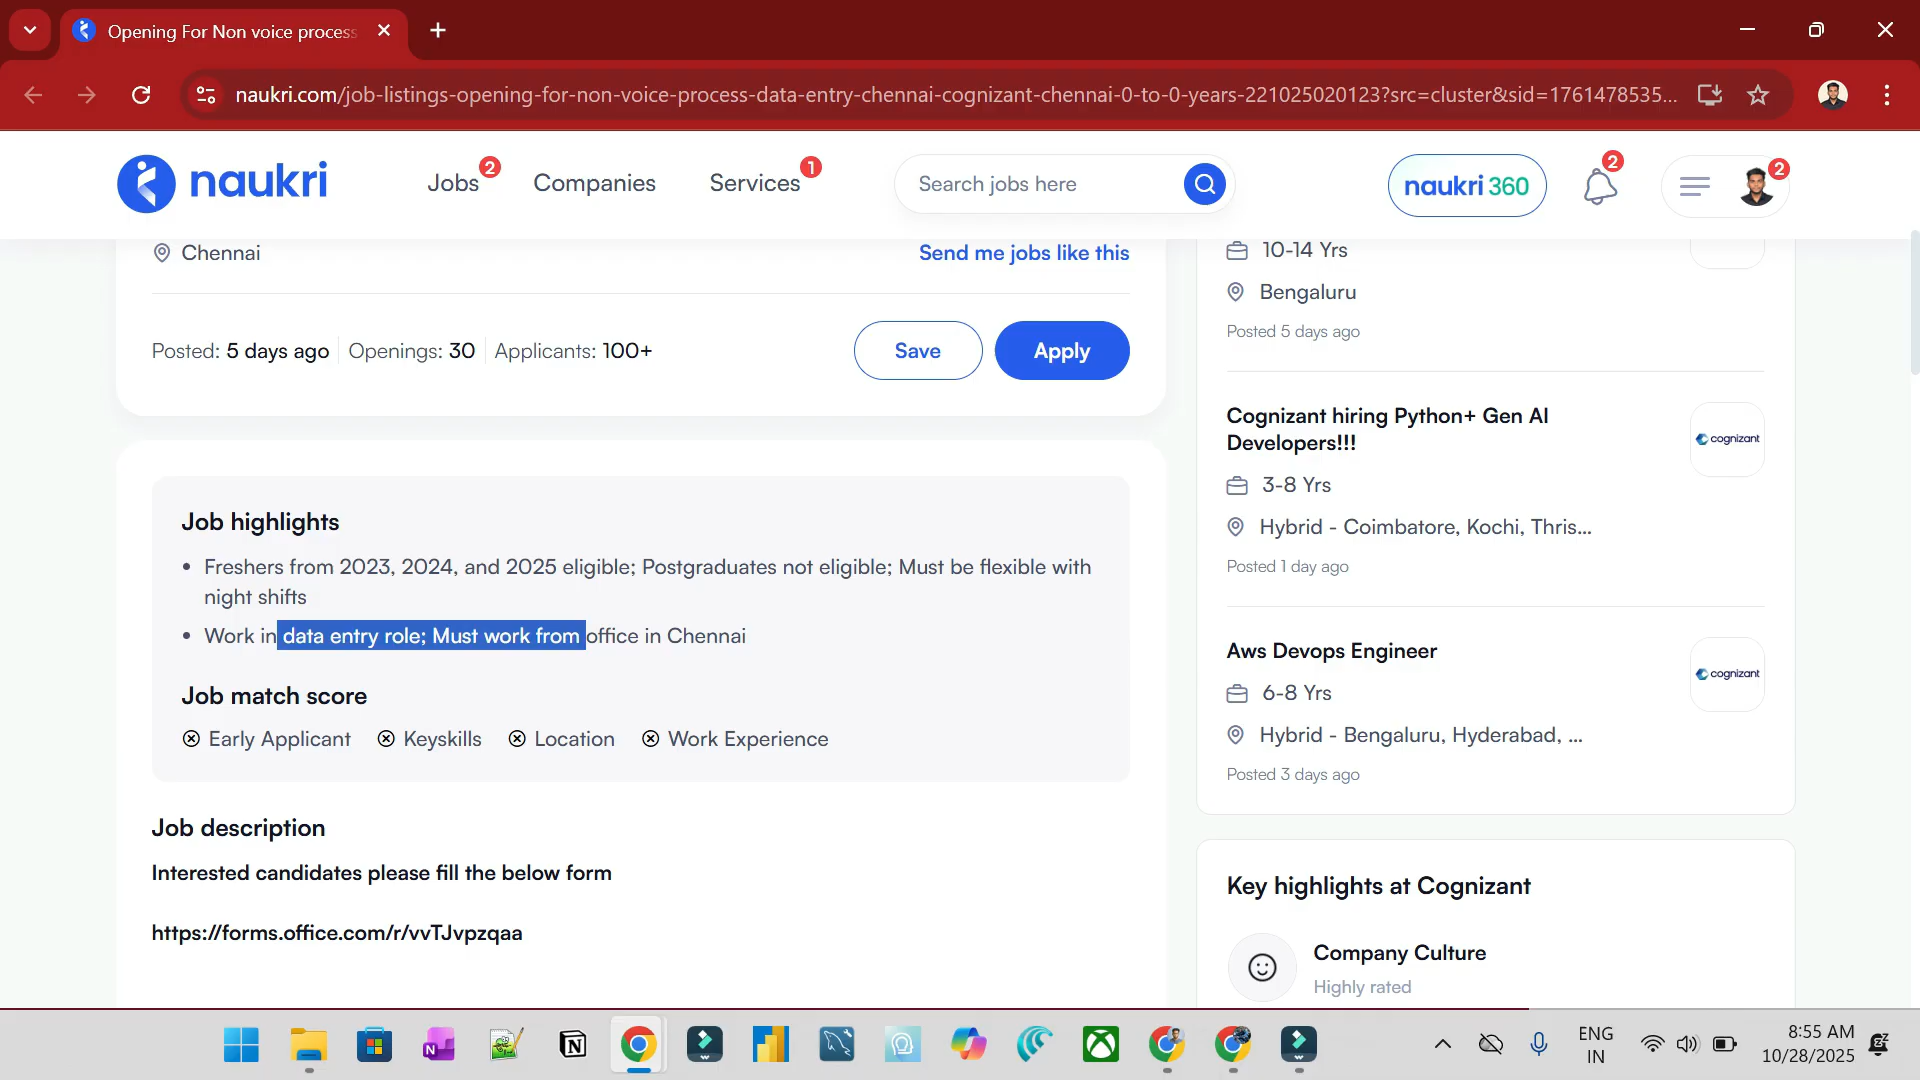 Opening For Non voice process
naukri.com/job-listings-opening-for-non-voice-process-data-entry-chennai-cognizant-chennai-0-to-0-years-221025020123?src=cluster&sid=1761478535...
naukri
Jobs 2
Companies
Services 1
Search jobs here
naukri 360
2
2
Chennai
Send me jobs like this
Posted: 5 days ago
Openings: 30
Applicants: 100+
Save
Apply
Job highlights
Freshers from 2023, 2024, and 2025 eligible; Postgraduates not eligible; Must be flexible with
night shifts
Work in data entry role; Must work from office in Chennai
Job match score
Early Applicant
Keyskills
Location
Work Experience
Job description
Interested candidates please fill the below form
https://forms.office.com/r/vvTJvpzqaa
10-14 Yrs
Bengaluru
Posted 5 days ago
Cognizant hiring Python+ Gen AI
Developers!!!
cognizant
3-8 Yrs
Hybrid - Coimbatore, Kochi, Thris...
Posted 1 day ago
Aws Devops Engineer
cognizant
6-8 Yrs
Hybrid - Bengaluru, Hyderabad, ...
Posted 3 days ago
Key highlights at Cognizant
Company Culture
Highly rated
ENG
IN
8:55 AM
10/28/2025